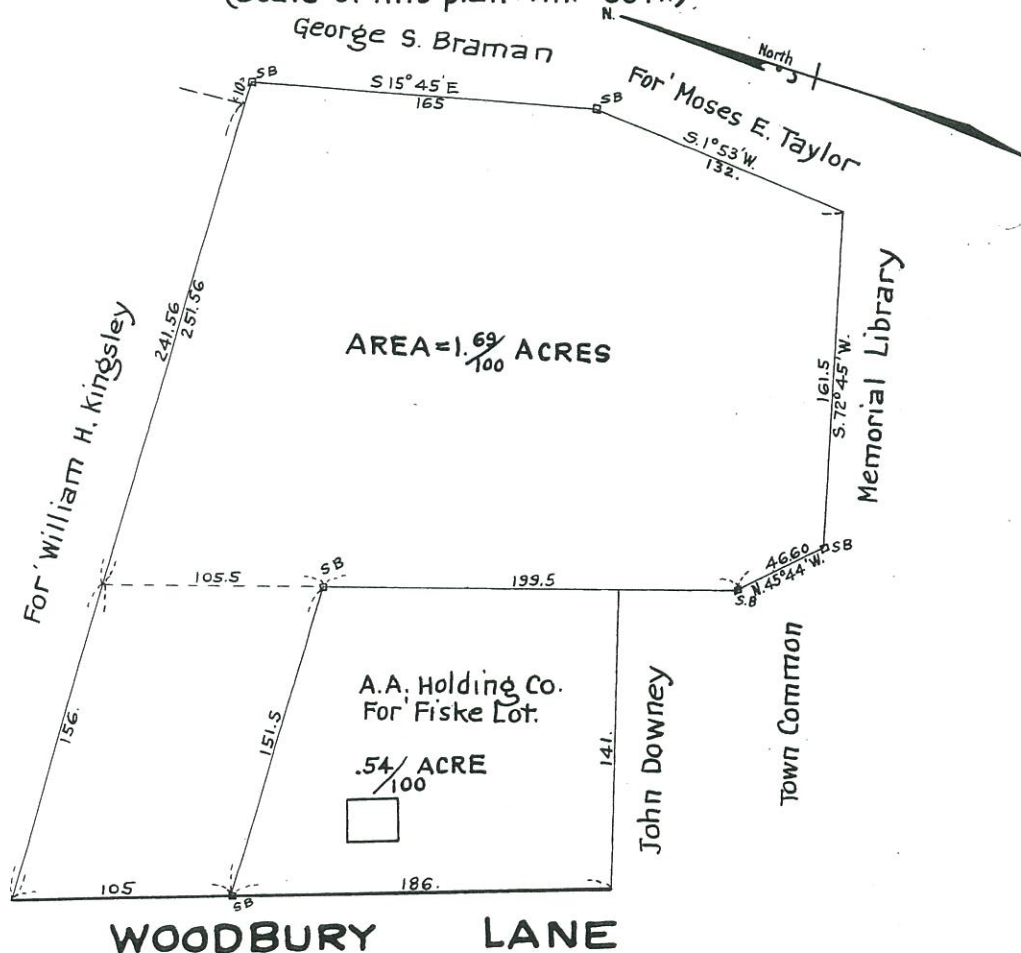 George S. Braman
N.
North
For' Moses E. Taylor
10'
SB
S 15° 45' E
165
SB
S. 1° 53' W.
132.
241.56
251.56
For' William H. Kingsley
AREA = 1. 69/100 ACRES
161.5
S. 72° 45' W.
Memorial Library
105.5
SB
199.5
46.60
N. 45° 44' W.
SB
S.B
156.
151.5
A.A. Holding Co.
For' Fiske Lot.
.54/100 ACRE
141.
John Downey
Town Common
105
SB
186.
WOODBURY LANE